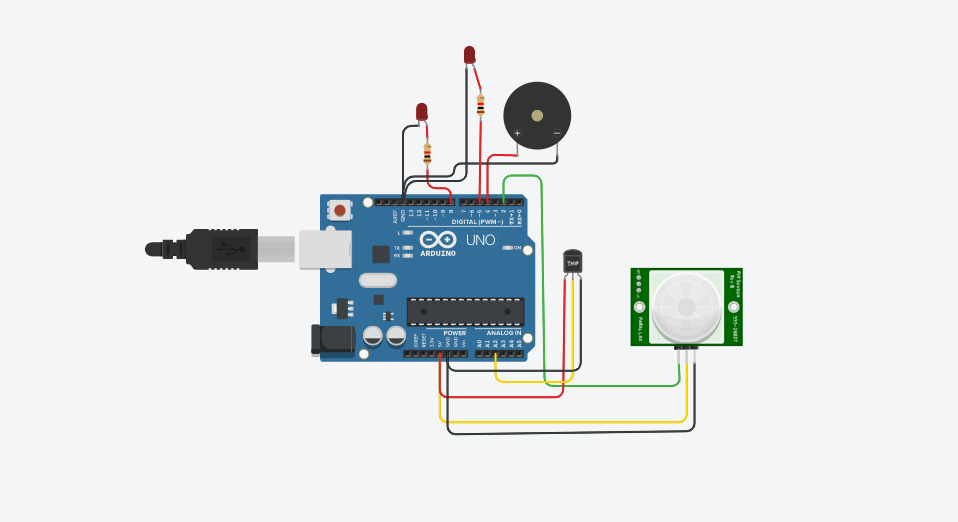 AREF
GND
13
12
~11
~10
~9
8
7
~6
~5
4
~3
2
TX→1
RX←0
DIGITAL (PWM~)
L
TX
RX
UNO
ARDUINO
ON
TMP
POWER
ANALOG IN
IOREF
RESET
3.3V
5V
GND
GND
Vin
A0
A1
A2
A3
A4
A5
+
−